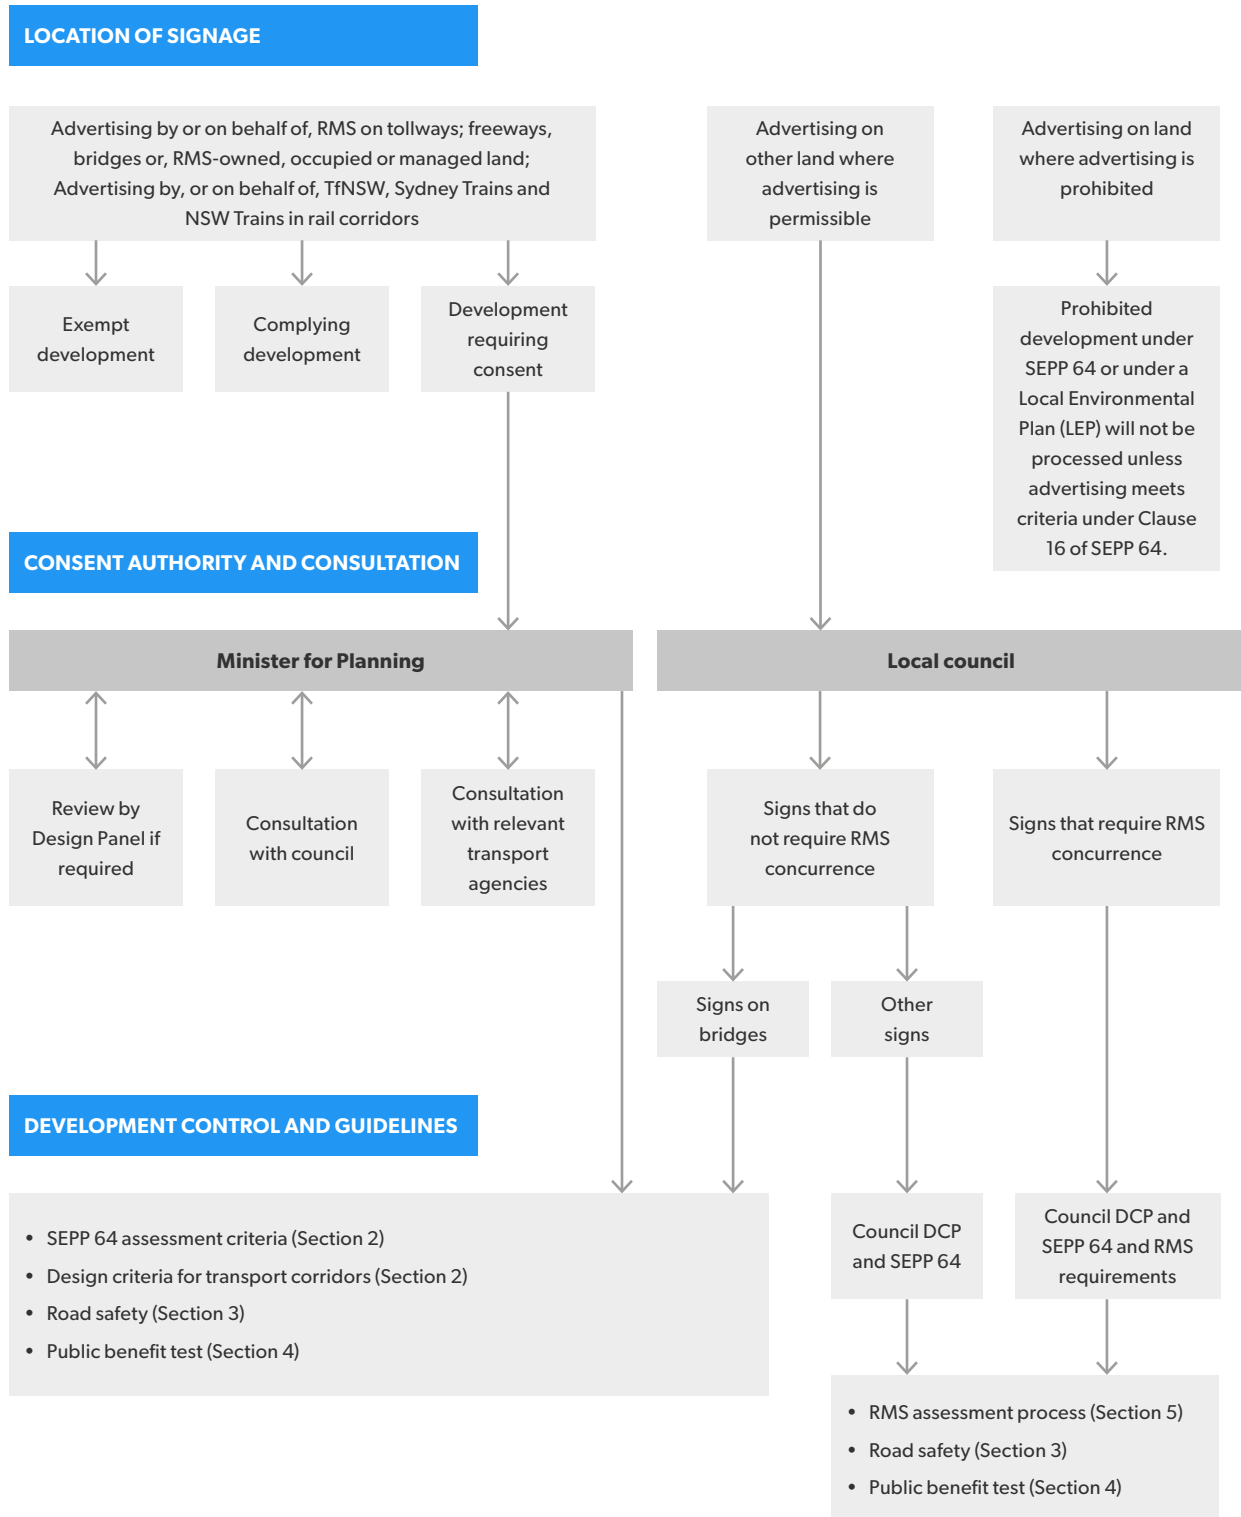 LOCATION OF SIGNAGE
Advertising by or on behalf of, RMS on tollways; freeways,
bridges or, RMS-owned, occupied or managed land;
Advertising by, or on behalf of, TfNSW, Sydney Trains and
NSW Trains in rail corridors
Advertising on
other land where
advertising is
permissible
Advertising on land
where advertising is
prohibited
Exempt
development
Complying
development
Development
requiring
consent
Prohibited
development under
SEPP 64 or under a
Local Environmental
Plan (LEP) will not be
processed unless
advertising meets
criteria under Clause
16 of SEPP 64.
CONSENT AUTHORITY AND CONSULTATION
Minister for Planning
Local council
Review by
Design Panel if
required
Consultation
with council
Consultation
with relevant
transport
agencies
Signs that do
not require RMS
concurrence
Signs that require RMS
concurrence
Signs on
bridges
Other
signs
DEVELOPMENT CONTROL AND GUIDELINES
• SEPP 64 assessment criteria (Section 2)
• Design criteria for transport corridors (Section 2)
• Road safety (Section 3)
• Public benefit test (Section 4)
Council DCP
and SEPP 64
Council DCP and
SEPP 64 and RMS
requirements
• RMS assessment process (Section 5)
• Road safety (Section 3)
• Public benefit test (Section 4)